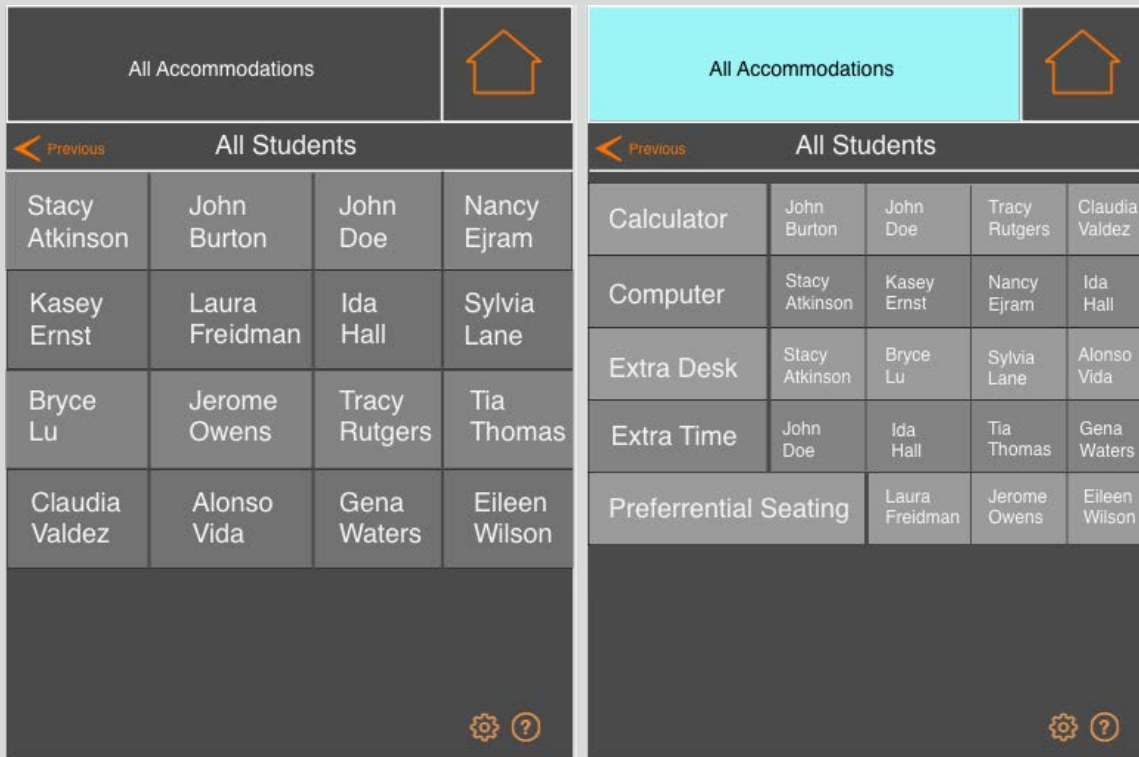 All Accommodations
Previous
All Students
Stacy John John Nancy
Atkinson Burton Doe Ejram
Kasey Laura Ida Sylvia
Ernst Freidman Hall Lane
Bryce Jerome Tracy Tia
Lu Owens Rutgers Thomas
Claudia Alonso Gena Eileen
Valdez Vida Waters Wilson
?
All Accommodations
Previous
All Students
Calculator
John John Tracy Claudia
Burton Doe Rutgers Valdez
Computer
Stacy Kasey Nancy Ida
Atkinson Ernst Ejram Hall
Extra Desk
Stacy Bryce Sylvia Alonso
Atkinson Lu Lane Vida
Extra Time
John Ida Tia Gena
Doe Hall Thomas Waters
Preferrential Seating
Laura Jerome Eileen
Freidman Owens Wilson
?